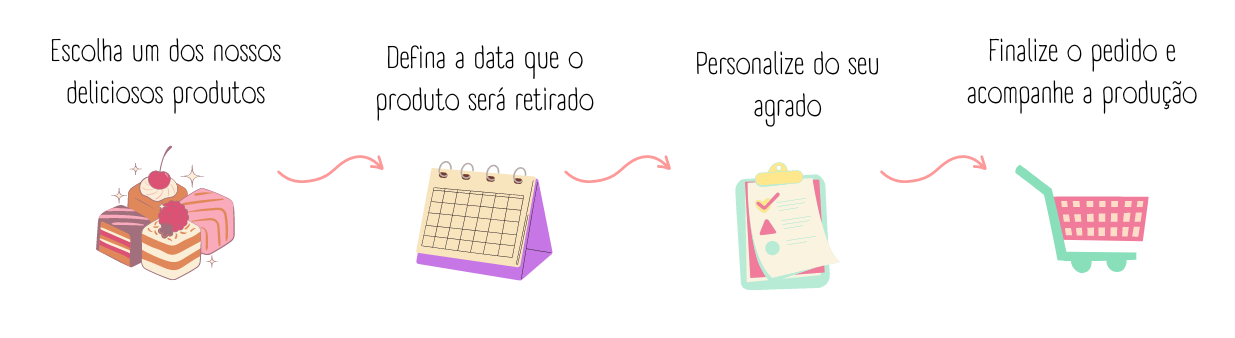 Escolha um dos nossos
deliciosos produtos
Defina a data que o
produto será retirado
Personalize do seu
agrado
Finalize o pedido e
acompanhe a produção